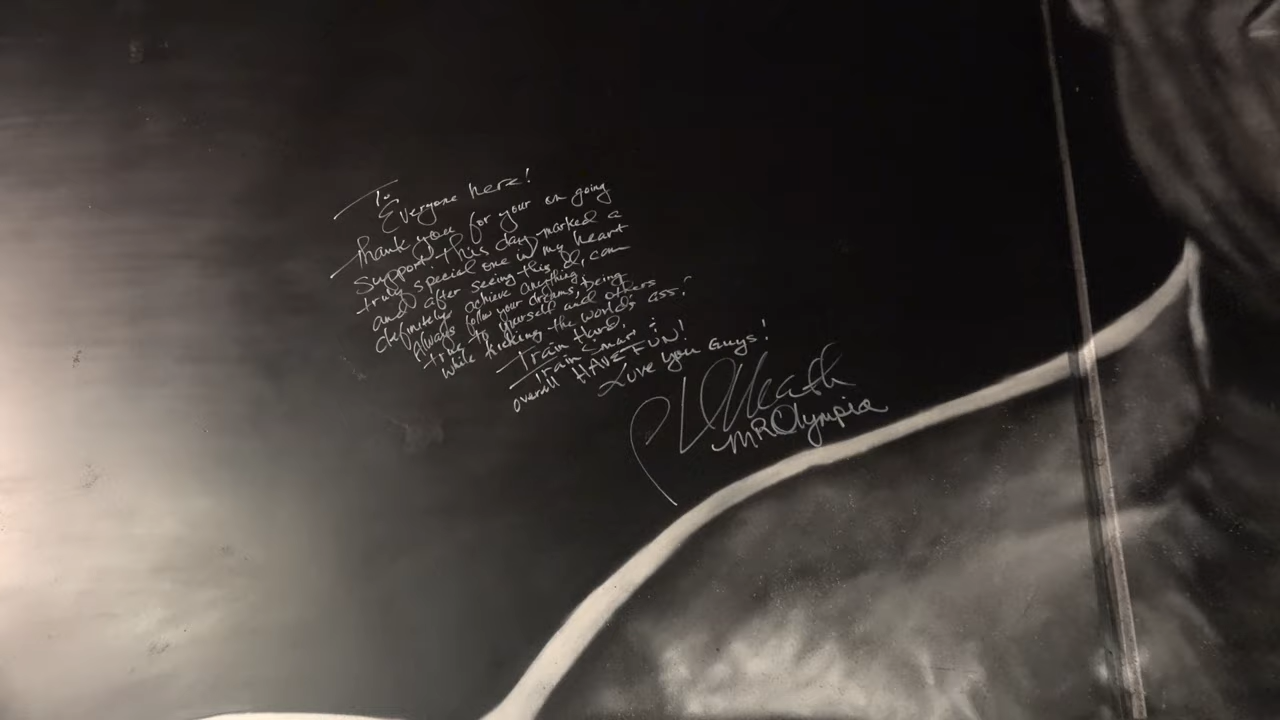 To
Everyone here!
Thank you for your on going
support this day marked a
truly special one in my heart
and after seeing this I, can
definitely achieve anything.
Always follow your dreams, being
true to yourself and others
while kicking the world's ass!
Train Hard,
Train Smart &
overall HAVE FUN!
Love you Guys!
Heath
MR Olympia